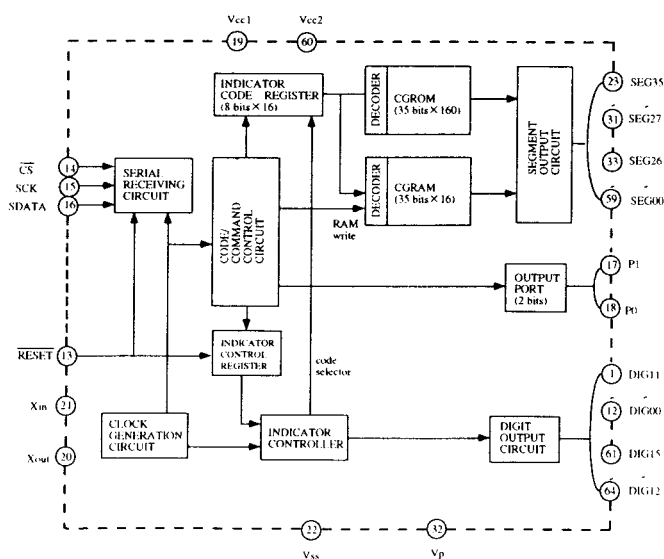 Vcc1 Vcc2
19 60
INDICATOR
CODE REGISTER
(8 bits × 16)
DECODER
CGROM
(35 bits × 160)
SEGMENT
OUTPUT
CIRCUIT
23 SEG35
31 SEG27
33 SEG26
59 SEG00
CS 14
SCK 15
SDATA 16
SERIAL
RECEIVING
CIRCUIT
CODE/
COMMAND
CONTROL
CIRCUIT
DECODER
CGRAM
(35 bits × 16)
RAM
write
OUTPUT
PORT
(2 bits)
17 P1
18 P0
RESET 13
INDICATOR
CONTROL
REGISTER
code
selector
1 DIG11
12 DIG00
61 DIG15
64 DIG12
Xin 21
Xout 20
CLOCK
GENERATION
CIRCUIT
INDICATOR
CONTROLLER
DIGIT
OUTPUT
CIRCUIT
22 32
Vss Vp